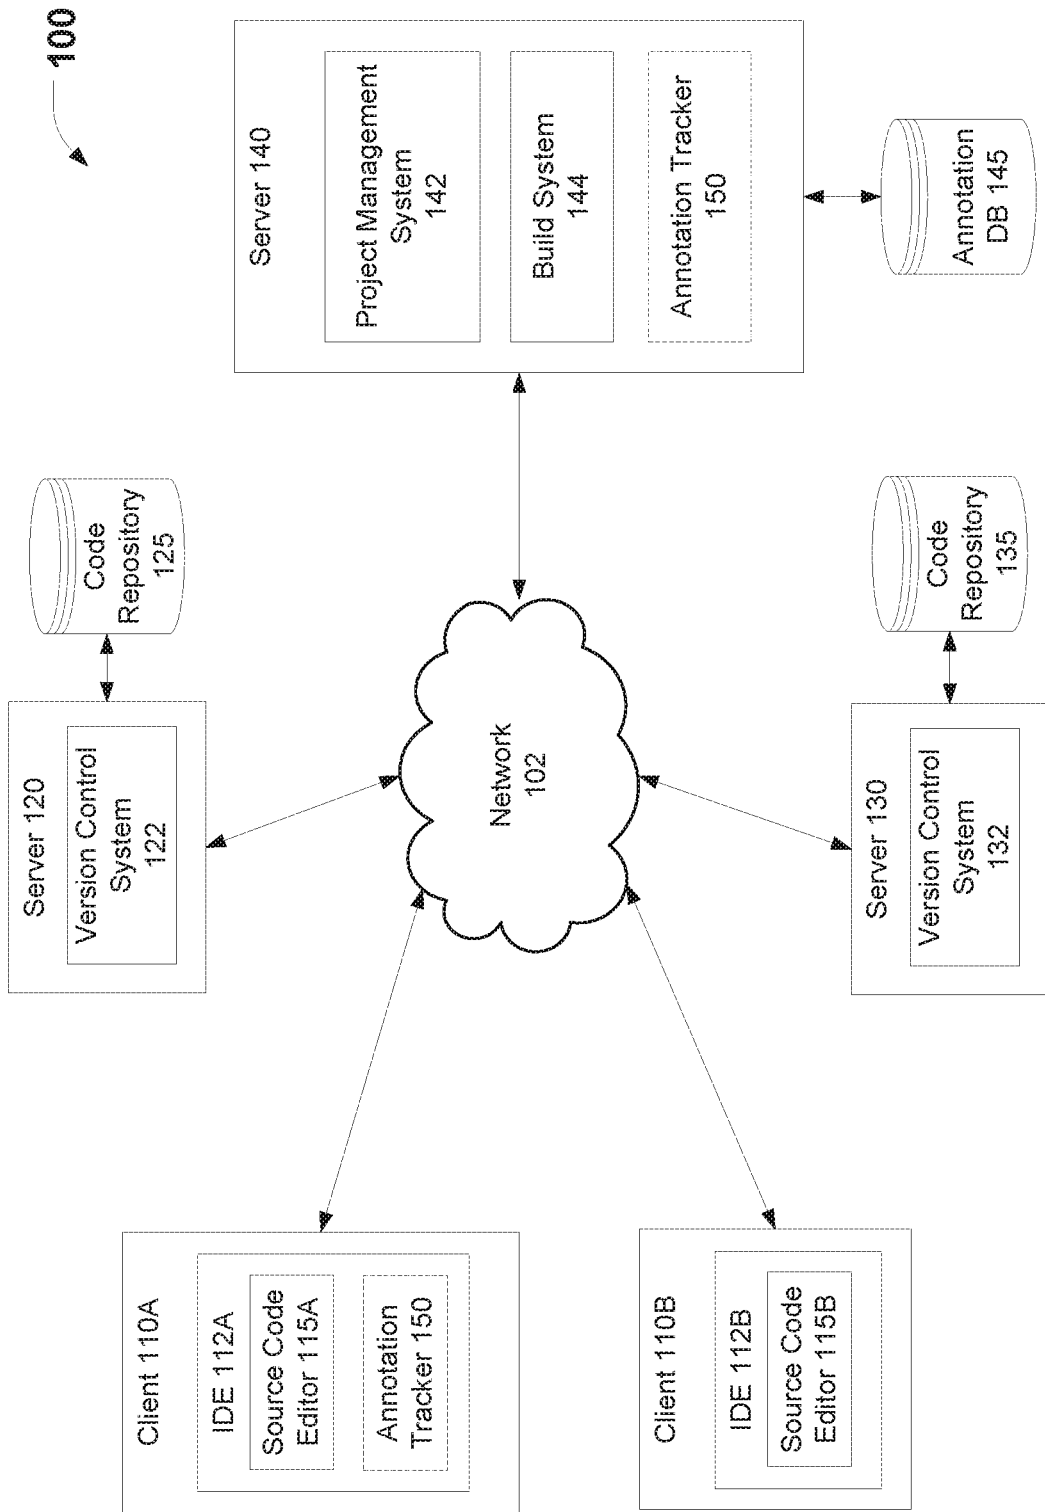 100
Server 120
Version Control
System
122
Code
Repository
125
Client 110A
IDE 112A
Source Code
Editor 115A
Annotation
Tracker 150
Network
102
Server 140
Project Management
System
142
Build System
144
Annotation Tracker
150
Annotation
DB 145
Client 110B
IDE 112B
Source Code
Editor 115B
Server 130
Version Control
System
132
Code
Repository
135